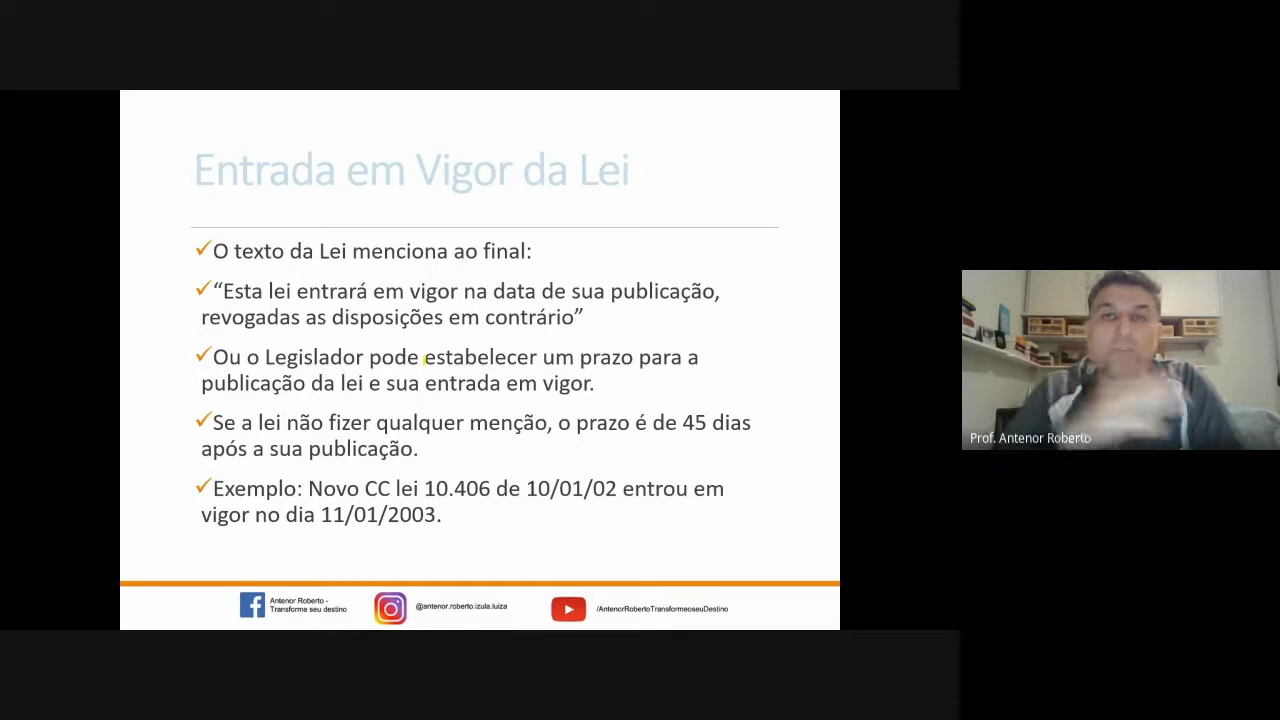 Entrada em Vigor da Lei
O texto da Lei menciona ao final:
“Esta lei entrará em vigor na data de sua publicação,
revogadas as disposições em contrário”
Ou o Legislador pode estabelecer um prazo para a
publicação da lei e sua entrada em vigor.
Se a lei não fizer qualquer menção, o prazo é de 45 dias
após a sua publicação.
Exemplo: Novo CC lei 10.406 de 10/01/02 entrou em
vigor no dia 11/01/2003.
Antenor Roberto -
Transforme seu destino
@antenor.roberto.izula.luiza
/AntenorRobertoTransformeoseuDestino
Prof. Antenor Roberto